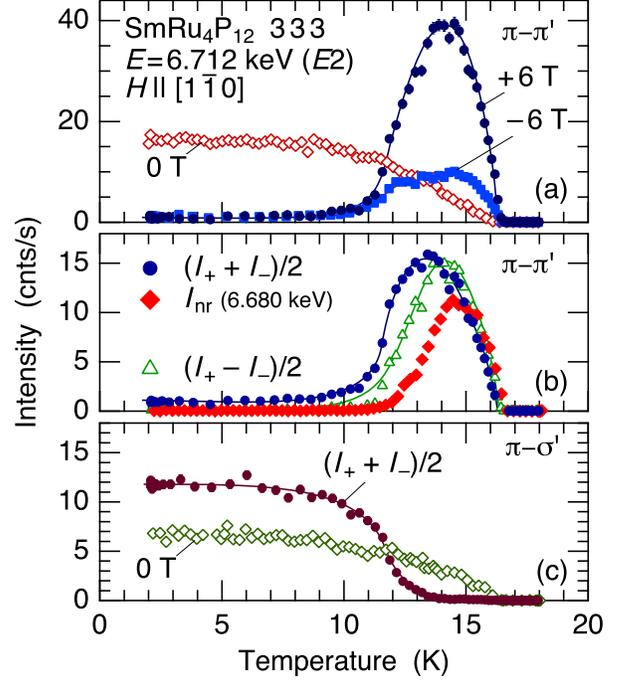 SmRu₄P₁₂ 333
E=6.712 keV (E2)
H || [11̄0]
π–π'
+6 T
−6 T
0 T
(a)
40
20
0
Intensity (cnts/s)
(I₊ + I₋)/2
Iₙᵣ (6.680 keV)
(I₊ − I₋)/2
π–π'
(b)
15
10
5
0
(I₊ + I₋)/2
π–σ'
0 T
(c)
15
10
5
0
0 5 10 15 20
Temperature (K)